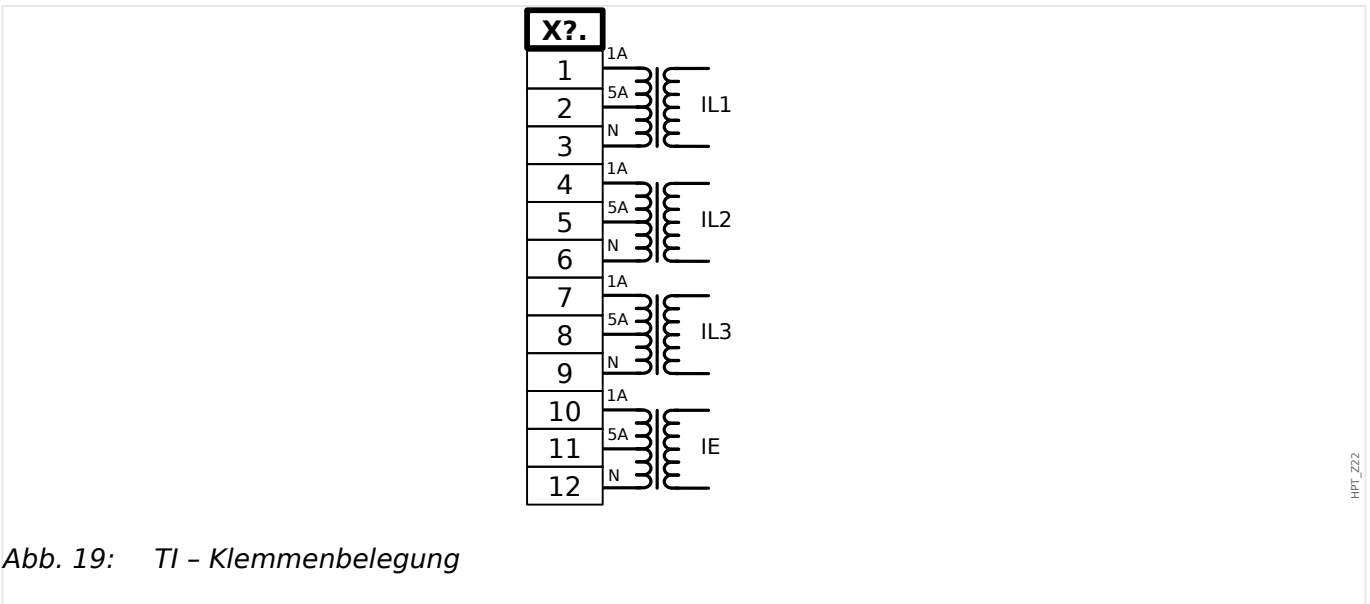 X?.
1 1A
2 5A IL1
3 N
4 1A
5 5A IL2
6 N
7 1A
8 5A IL3
9 N
10 1A
11 5A IE
12 N
HPT_Z22
Abb. 19: TI – Klemmenbelegung